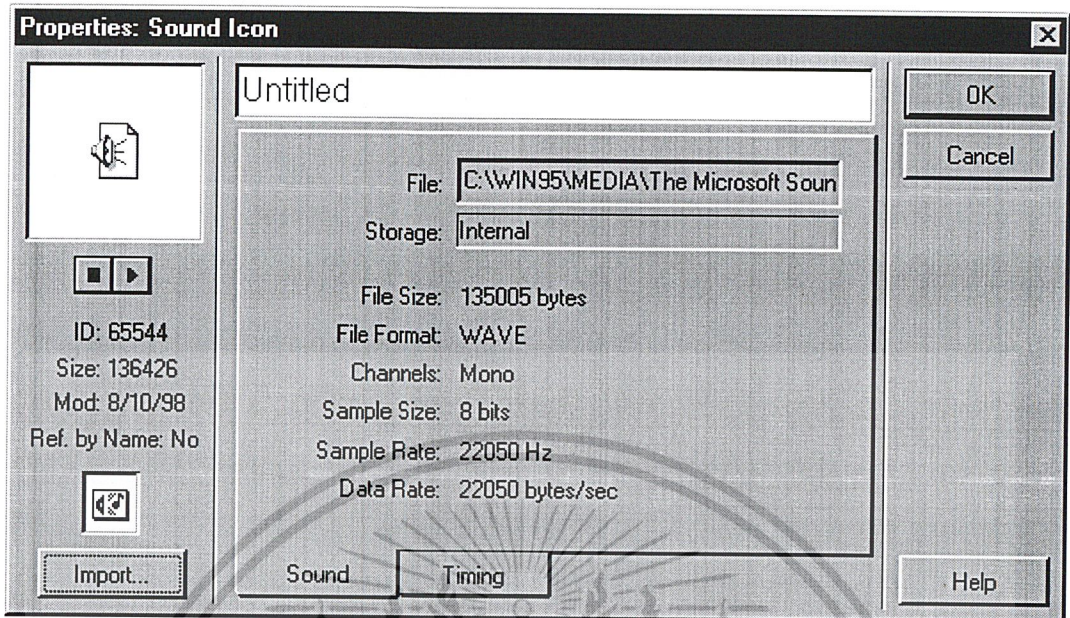 Properties: Sound Icon
Untitled
OK
Cancel
File: C:\WIN95\MEDIA\The Microsoft Soun
Storage: Internal
File Size: 135005 bytes
File Format: WAVE
Channels: Mono
Sample Size: 8 bits
Sample Rate: 22050 Hz
Data Rate: 22050 bytes/sec
ID: 65544
Size: 136426
Mod: 8/10/98
Ref. by Name: No
Import...
Sound
Timing
Help